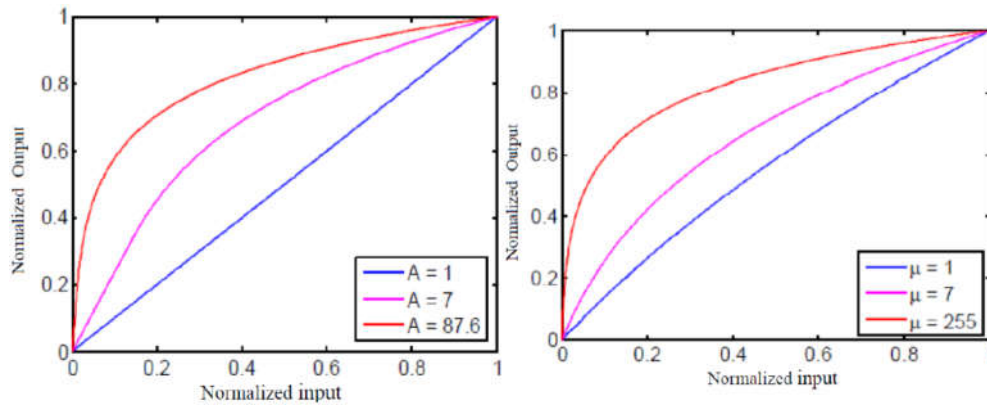 1
0.8
0.6
0.4
0.2
0
Normalized Output
0 0.2 0.4 0.6 0.8 1
Normalized input
A = 1
A = 7
A = 87.6
1
0.8
0.6
0.4
0.2
0
Normalized Output
0 0.2 0.4 0.6 0.8
Normalized input
μ = 1
μ = 7
μ = 255